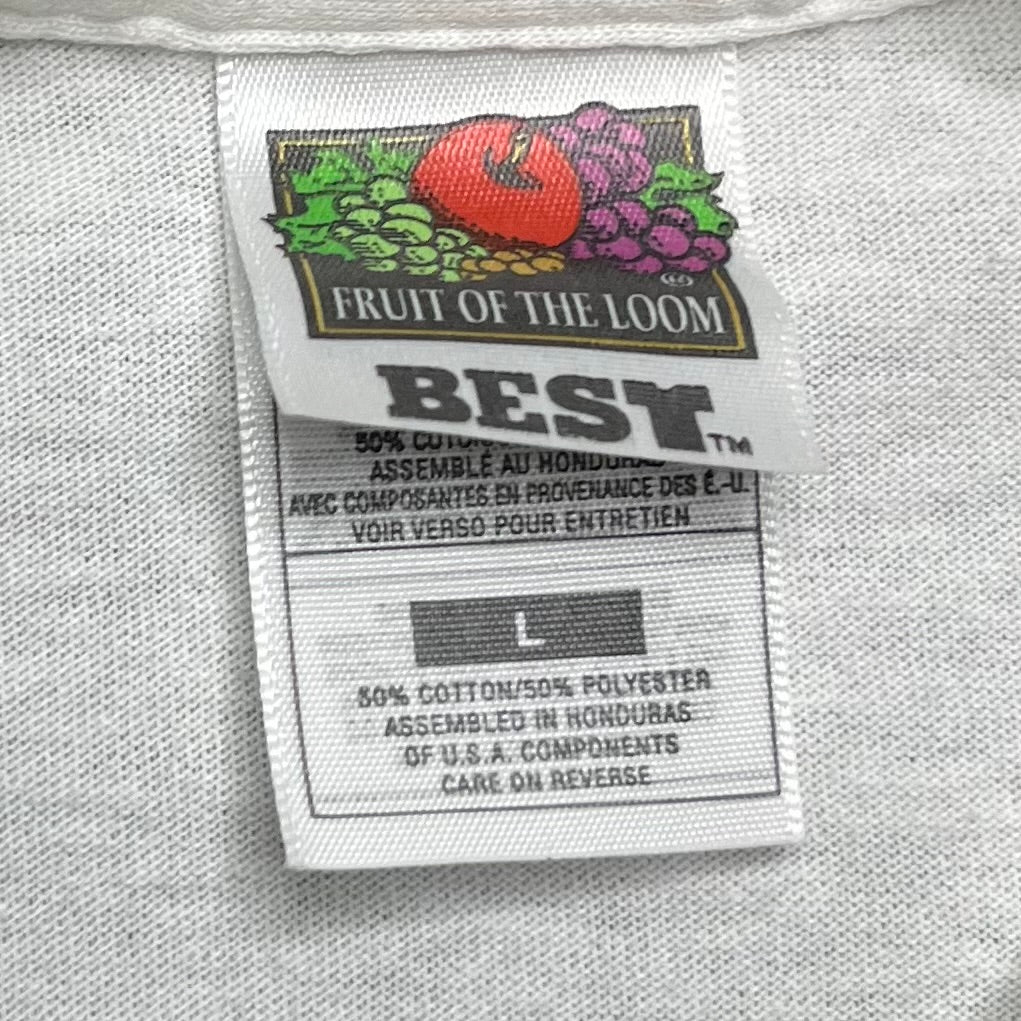 FRUIT OF THE LOOM
BEST™
50%
ASSEMBLÉ AU HONDURAS
AVEC COMPOSANTES EN PROVENANCE DES É.-U.
VOIR VERSO POUR ENTRETIEN
L
50% COTTON/50% POLYESTER
ASSEMBLED IN HONDURAS
OF U.S.A. COMPONENTS
CARE ON REVERSE